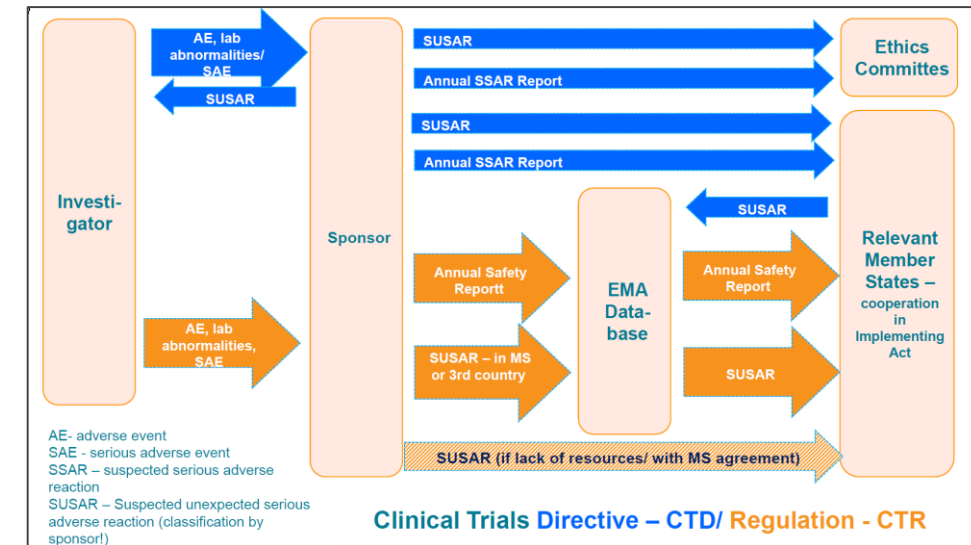 AE, lab
abnormalities/
SAE
SUSAR
SUSAR
Annual SSAR Report
SUSAR
Annual SSAR Report
Ethics
Committes
Investi-
gator
Sponsor
SUSAR
Annual Safety
Reportt
EMA
Data-
base
Annual Safety
Report
Relevant
Member
States –
cooperation
in
Implementing
Act
AE, lab
abnormalities,
SAE
SUSAR – in MS
or 3rd country
SUSAR
SUSAR (if lack of resources/ with MS agreement)
AE- adverse event
SAE - serious adverse event
SSAR – suspected serious adverse
reaction
SUSAR – Suspected unexpected serious
adverse reaction (classification by
sponsor!)
Clinical Trials Directive – CTD/ Regulation - CTR